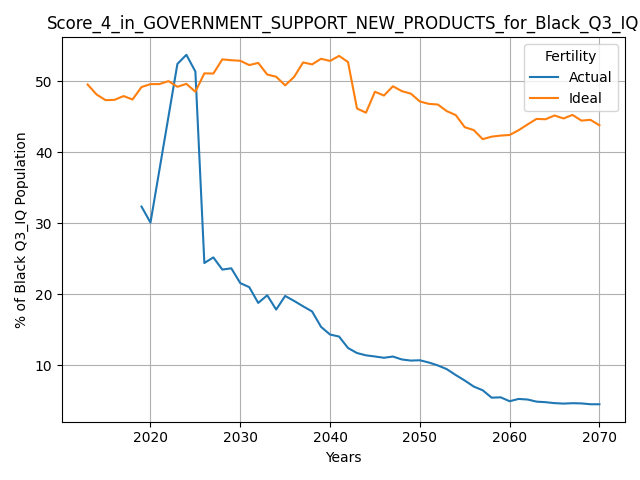 Score_4_in_GOVERNMENT_SUPPORT_NEW_PRODUCTS_for_Black_Q3_IQ
Fertility
Actual
Ideal
% of Black Q3_IQ Population
50
40
30
20
10
2020 2030 2040 2050 2060 2070
Years